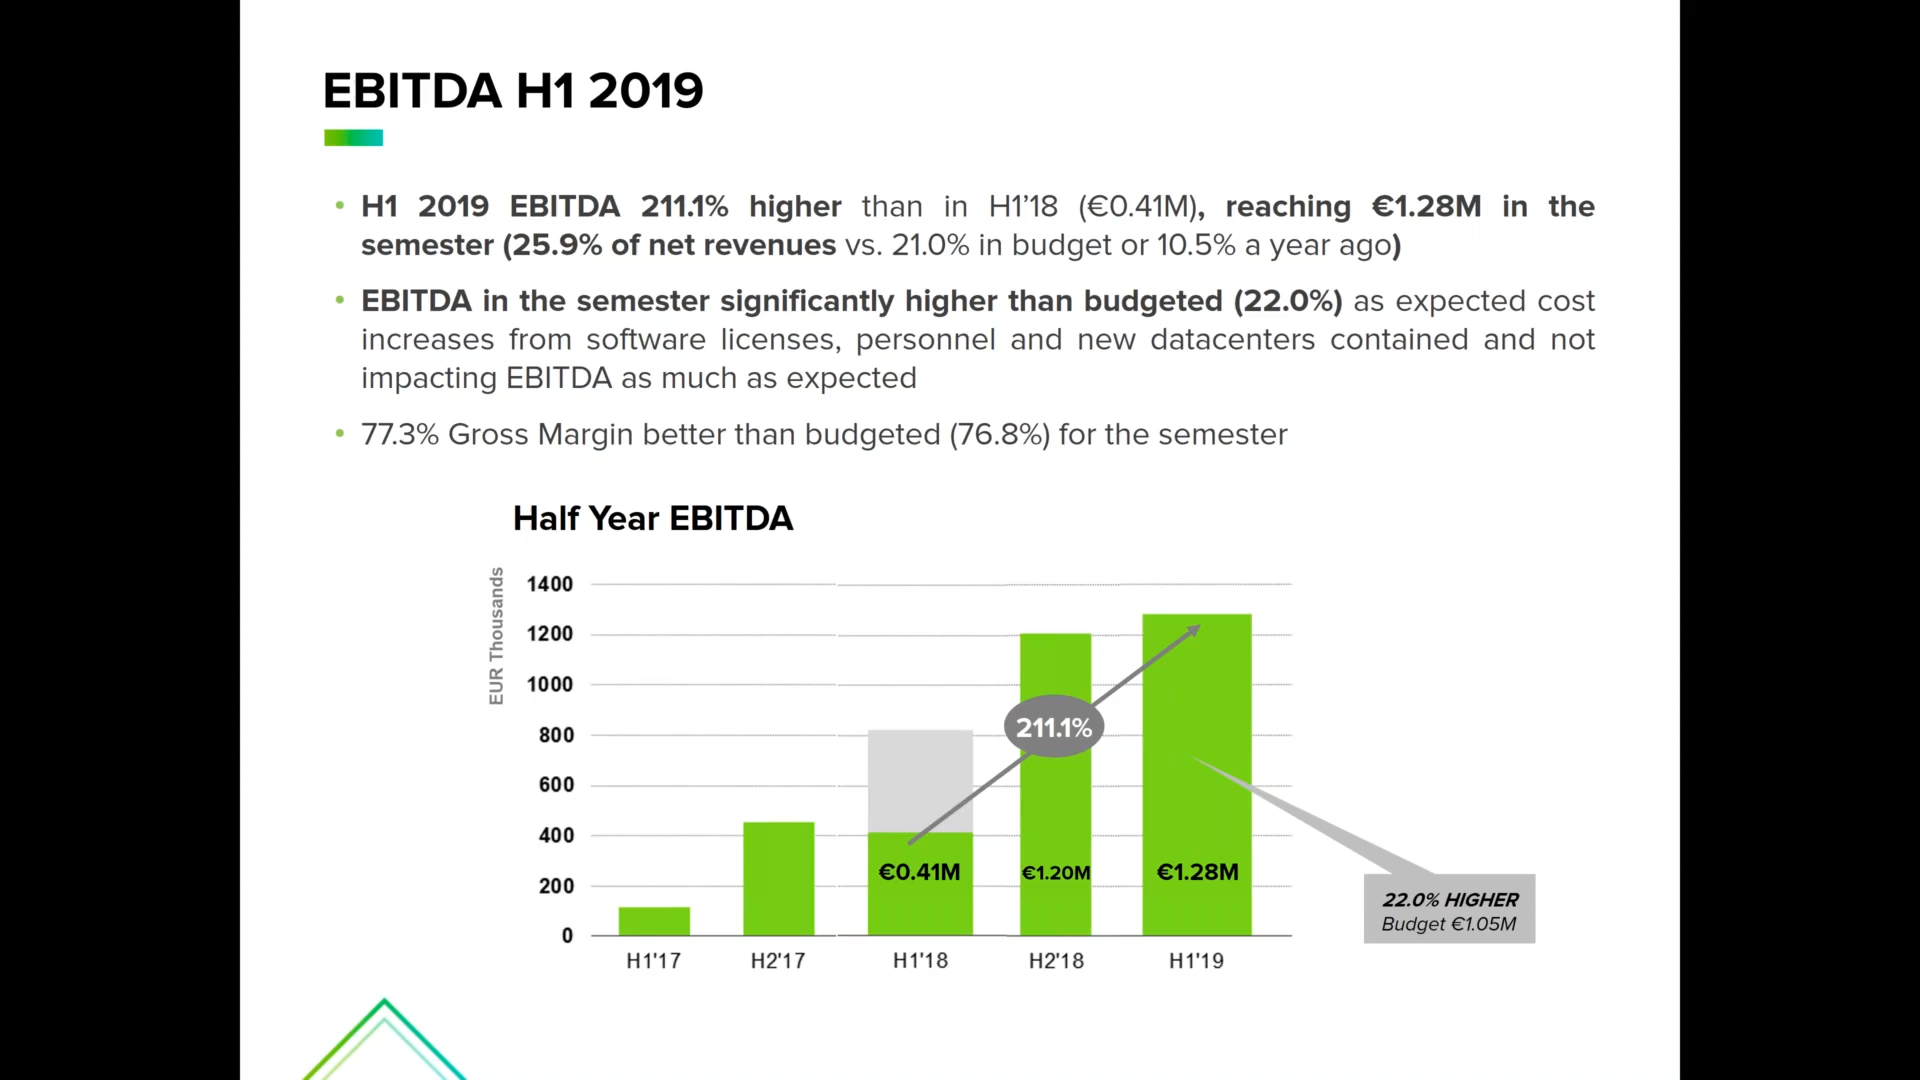 EBITDA H1 2019
• H1 2019 EBITDA 211.1% higher than in H1’18 (€0.41M), reaching €1.28M in the
semester (25.9% of net revenues vs. 21.0% in budget or 10.5% a year ago)
• EBITDA in the semester significantly higher than budgeted (22.0%) as expected cost
increases from software licenses, personnel and new datacenters contained and not
impacting EBITDA as much as expected
• 77.3% Gross Margin better than budgeted (76.8%) for the semester
Half Year EBITDA
EUR Thousands
1400
1200
1000
800
600
400
200
0
211.1%
€0.41M
€1.20M
€1.28M
22.0% HIGHER
Budget €1.05M
H1'17
H2'17
H1'18
H2'18
H1'19